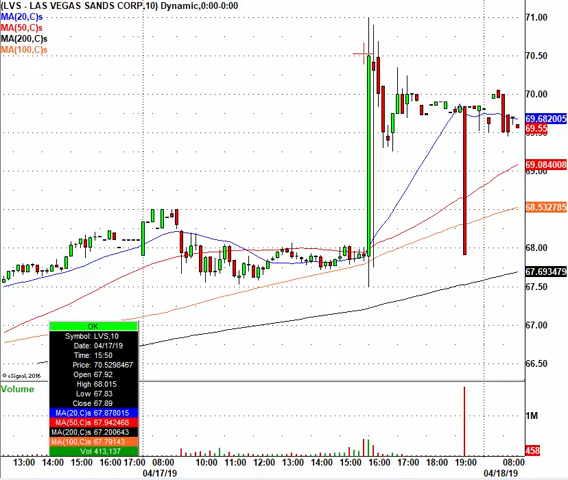 (LVS - LAS VEGAS SANDS CORP,10) Dynamic,0:00-0:00
MA(20,C)s
MA(50,C)s
MA(200,C)s
MA(100,C)s
71.00
70.50
70.00
69.682005
69.55
69.084008
69.00
68.532785
68.00
67.693479
67.50
67.00
66.50
OK
Symbol: LVS,10
Date: 04/17/19
Time: 15:50
Price: 70.5298467
Open 67.92
High 68.015
Low 67.83
Close 67.89
MA(20,C)s 67.878015
MA(50,C)s 67.942468
MA(200,C)s 67.200643
MA(100,C)s 67.79143
Vol 413,137
© eSignal, 2016
Volume
1M
458
13:00 14:00 15:00 16:00 17:00 08:00 10:00 11:00 12:00 13:00 14:00 15:00 16:00 17:00 18:00 19:00 08:00
04/17/19 04/18/19